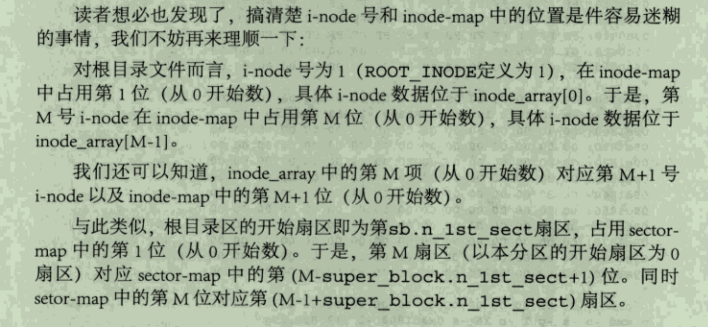 读者想必也发现了，搞清楚 i-node 号和 inode-map 中的位置是件容易迷糊
的事情，我们不妨再来理顺一下：
对根目录文件而言，i-node 号为 1（ROOT_INODE定义为 1），在 inode-map
中占用第 1 位（从 0 开始数），具体 i-node 数据位于 inode_array[0]。于是，第
M 号 i-node 在 inode-map 中占用第 M 位（从 0 开始数），具体 i-node 数据位于
inode_array[M-1]。
我们还可以知道，inode_array 中的第 M 项（从 0 开始数）对应第 M+1 号
i-node 以及 inode-map 中的第 M+1 位（从 0 开始数）。
与此类似，根目录区的开始扇区即为第sb.n_1st_sect扇区，占用 sector-
map 中的第 1 位（从 0 开始数）。于是，第 M 扇区（以本分区的开始扇区为 0
扇区）对应 sector-map 中的第 (M-super_block.n_1st_sect+1) 位。同时
setor-map 中的第 M 位对应第 (M-1+super_block.n_1st_sect) 扇区。